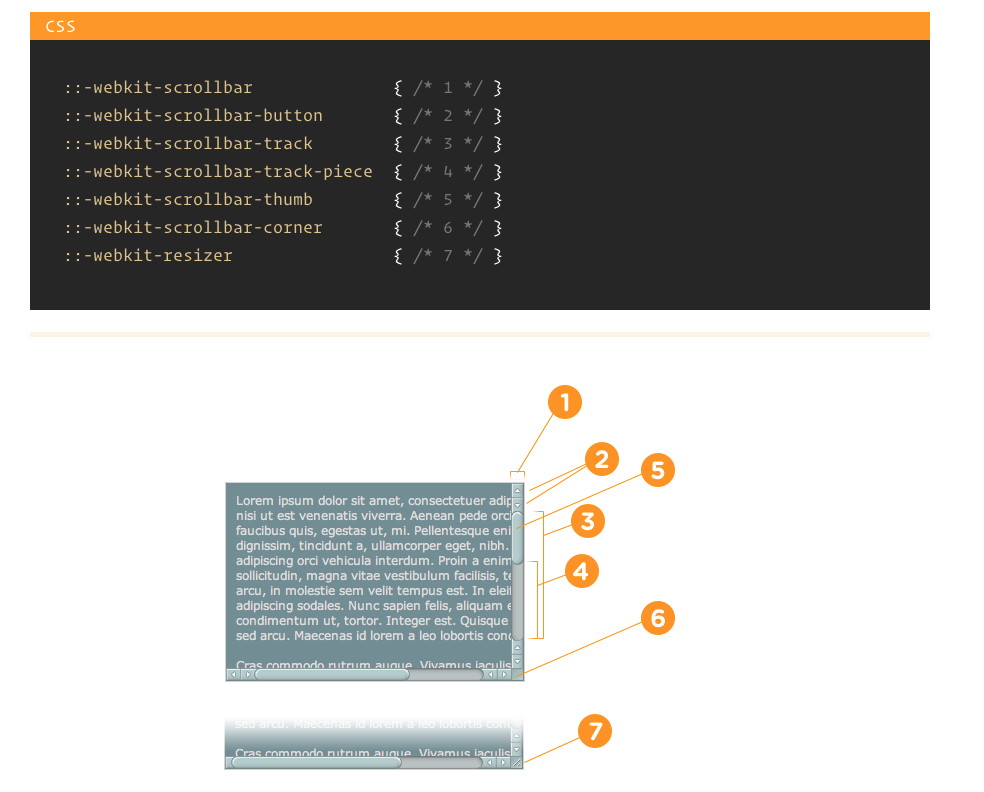 CSS
::-webkit-scrollbar { /* 1 */ }
::-webkit-scrollbar-button { /* 2 */ }
::-webkit-scrollbar-track { /* 3 */ }
::-webkit-scrollbar-track-piece { /* 4 */ }
::-webkit-scrollbar-thumb { /* 5 */ }
::-webkit-scrollbar-corner { /* 6 */ }
::-webkit-resizer { /* 7 */ }
1
2
5
Lorem ipsum dolor sit amet, consectetuer adip
nisi ut est venenatis viverra. Aenean pede orci
3
faucibus quis, egestas ut, mi. Pellentesque eni
dignissim, tincidunt a, ullamcorper eget, nibh.
adipiscing orci vehicula interdum. Proin a enim
4
sollicitudin, magna vitae vestibulum facilisis, te
arcu, in molestie sem velit tempus est. In elei
adipiscing sodales. Nunc sapien felis, aliquam e
condimentum ut, tortor. Integer est. Quisque
6
sed arcu. Maecenas id lorem a leo lobortis cond
Cras commodo rutrum augue. Vivamus iaculis
sed arcu. Maecenas id lorem a leo lobortis cond
7
Cras commodo rutrum augue. Vivamus iaculis